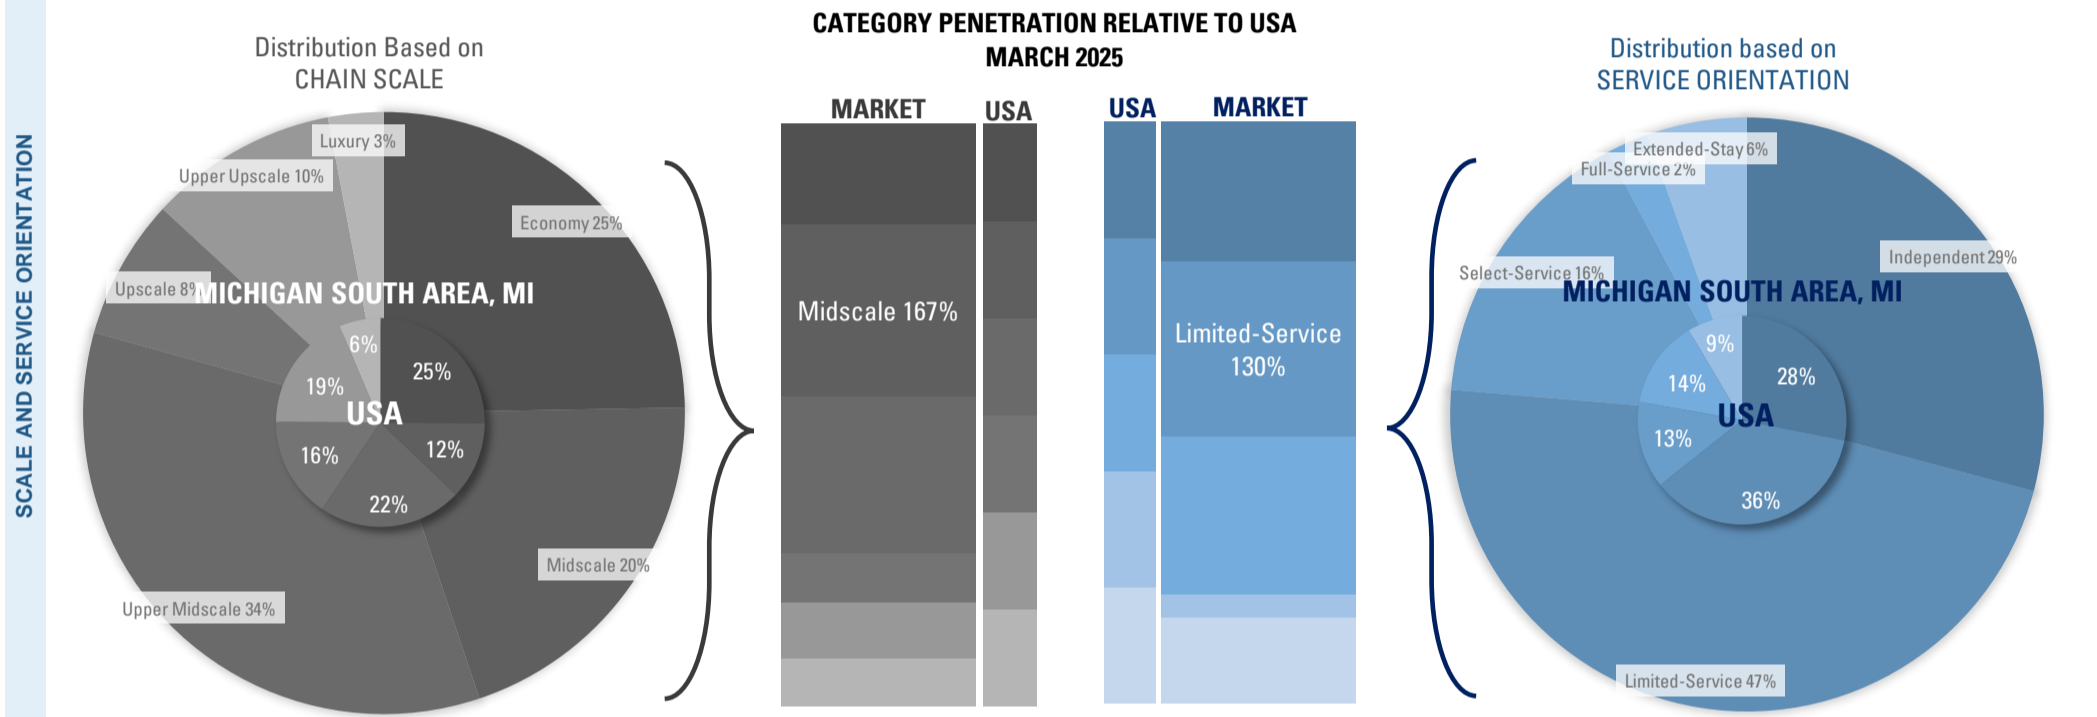 SCALE AND SERVICE ORIENTATION
Distribution Based on
CHAIN SCALE
Luxury 3%
Upper Upscale 10%
Economy 25%
Upscale 8%
MICHIGAN SOUTH AREA, MI
6%
25%
19%
USA
16%
12%
22%
Midscale 20%
Upper Midscale 34%
CATEGORY PENETRATION RELATIVE TO USA
MARCH 2025
MARKET
USA
Midscale 167%
USA
MARKET
Limited-Service
130%
Distribution based on
SERVICE ORIENTATION
Extended-Stay 6%
Full-Service 2%
Independent 29%
Select-Service 16%
MICHIGAN SOUTH AREA, MI
9%
28%
14%
USA
13%
36%
Limited-Service 47%